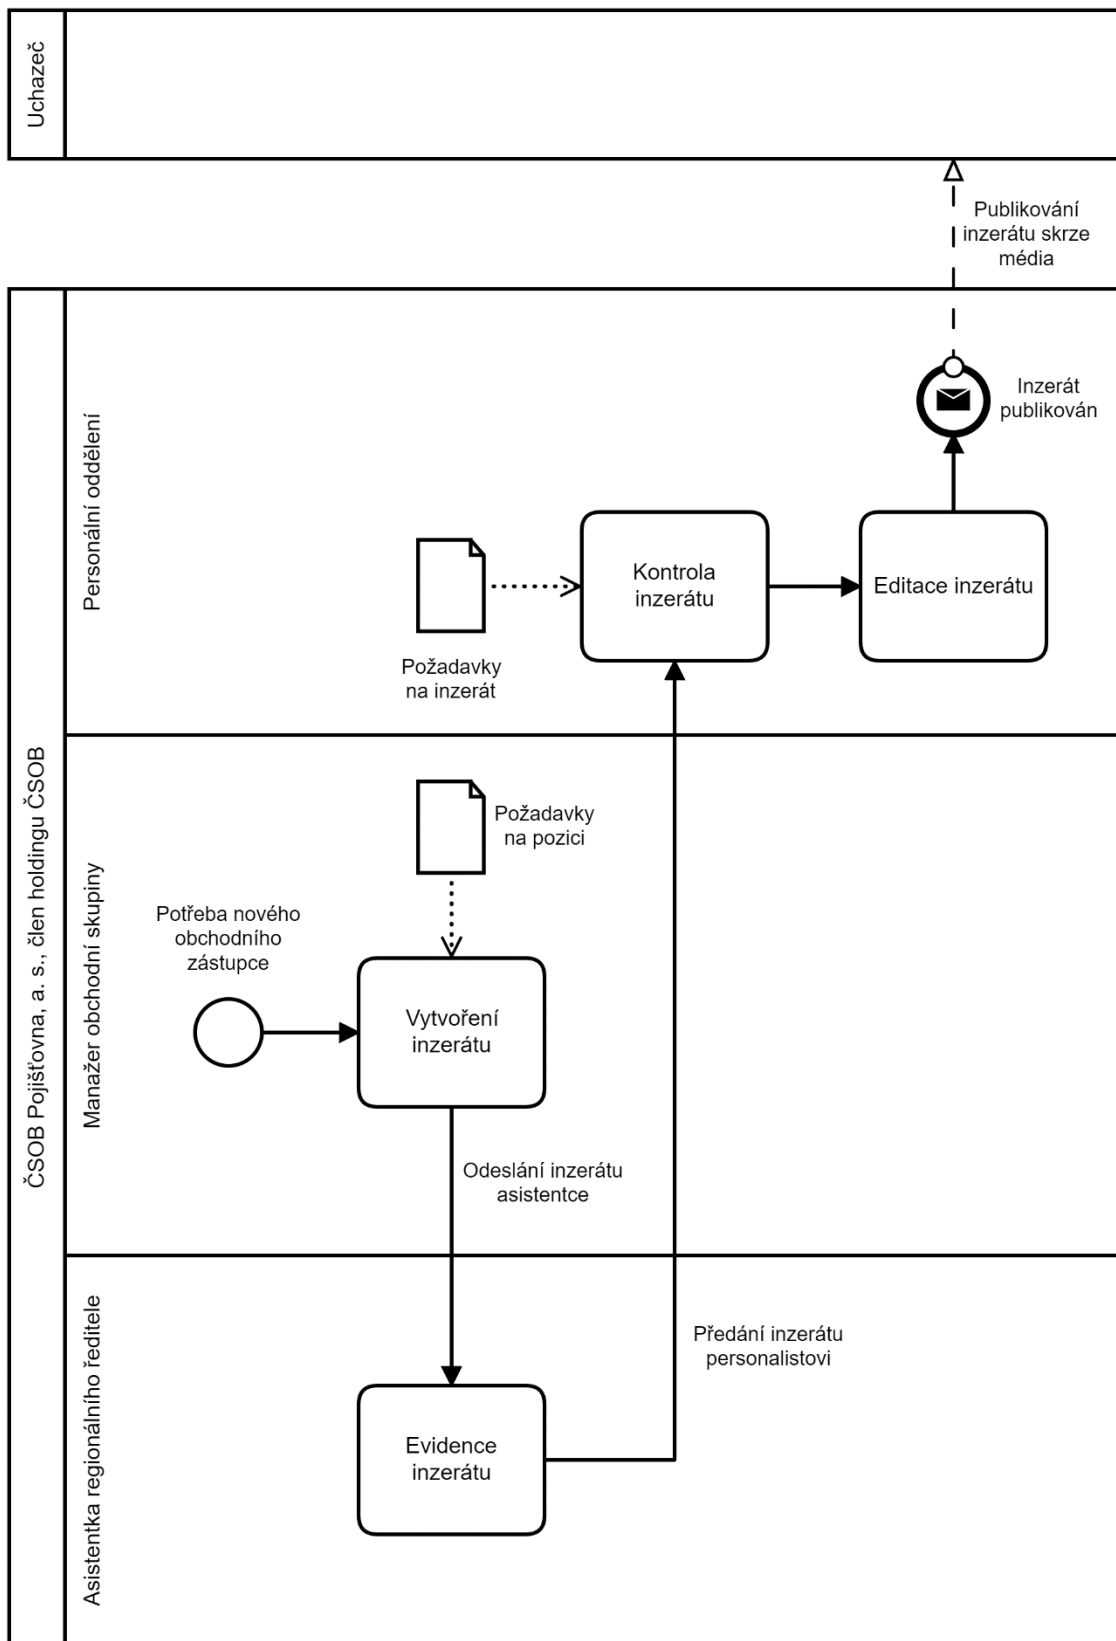 Uchazeč
Publikování
inzerátu skrze
média
ČSOB Pojišťovna, a. s., člen holdingu ČSOB
Personální oddělení
Inzerát
publikován
Kontrola
inzerátu
Editace inzerátu
Požadavky
na inzerát
Manažer obchodní skupiny
Požadavky
na pozici
Potřeba nového
obchodního
zástupce
Vytvoření
inzerátu
Odeslání inzerátu
asistentce
Asistentka regionálního ředitele
Předání inzerátu
personalistovi
Evidence
inzerátu